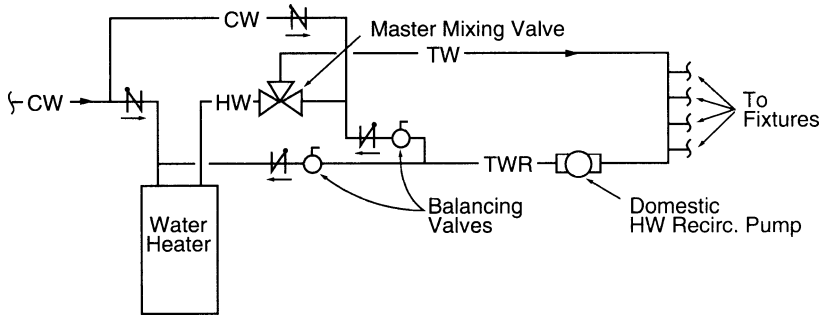 CW
Master Mixing Valve
TW
CW
HW
To
Fixtures
TWR
Water
Heater
Balancing
Valves
Domestic
HW Recirc. Pump